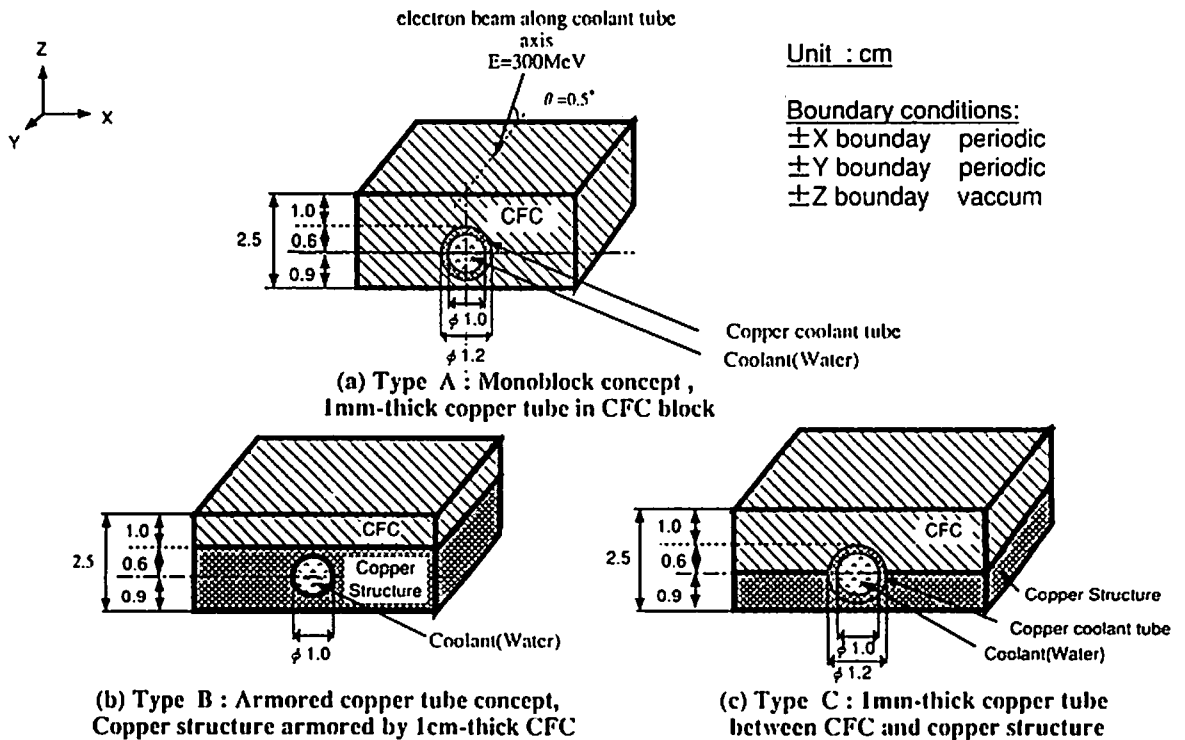 electron beam along coolant tube
axis
E=300MeV
θ=0.5°
Z
X
Y
Unit : cm
Boundary conditions:
±X bounday periodic
±Y bounday periodic
±Z bounday vaccum
CFC
2.5
1.0
0.6
0.9
φ 1.0
φ 1.2
Copper coolant tube
Coolant(Water)
(a) Type A : Monoblock concept ,
1mm-thick copper tube in CFC block
CFC
2.5
1.0
0.6
0.9
Copper
Structure
Coolant(Water)
φ 1.0
(b) Type B : Armored copper tube concept,
Copper structure armored by 1cm-thick CFC
CFC
2.5
1.0
0.6
0.9
Copper Structure
Copper coolant tube
Coolant(Water)
φ 1.0
φ 1.2
(c) Type C : 1mm-thick copper tube
between CFC and copper structure